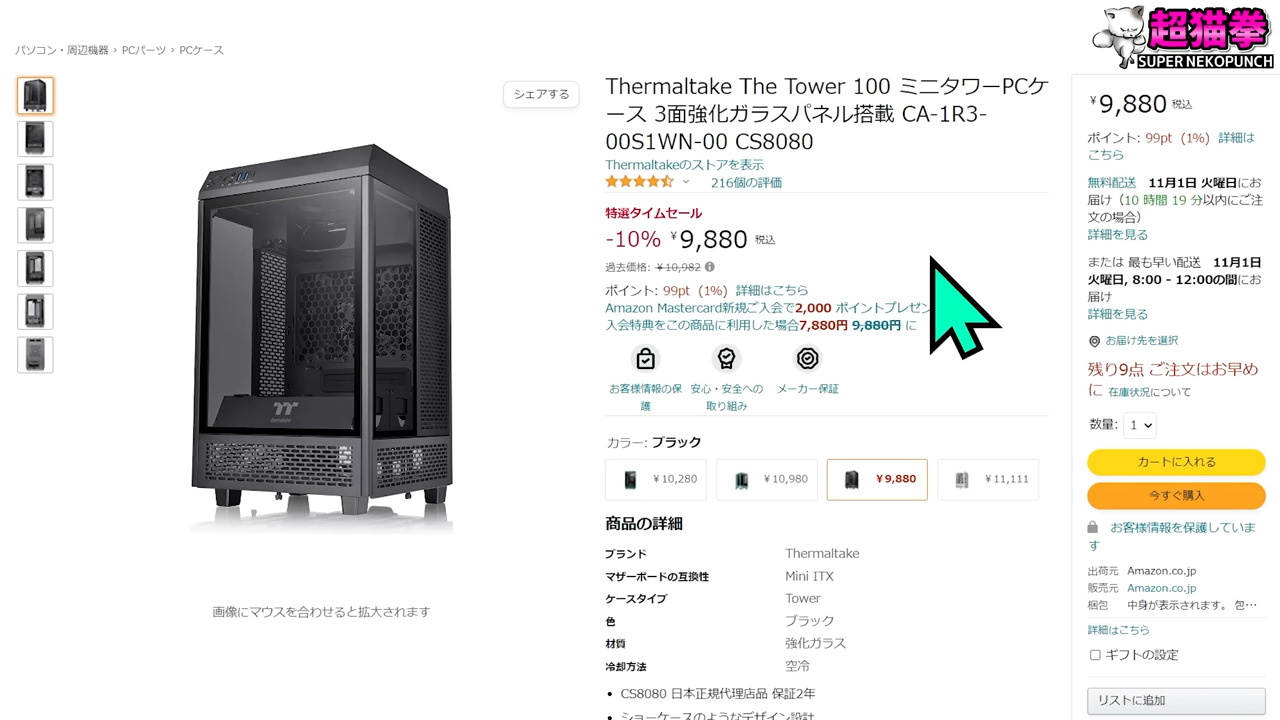 超猫拳
SUPER NEKOPUNCH
パソコン・周辺機器 › PCパーツ › PCケース
シェアする
画像にマウスを合わせると拡大されます
Thermaltake The Tower 100 ミニタワーPCケ
ース 3面強化ガラスパネル搭載 CA-1R3-
00S1WN-00 CS8080
Thermaltakeのストアを表示
216個の評価
特選タイムセール
-10% ¥9,880 税込
過去価格: ¥10,982
ポイント: 99pt (1%) 詳細はこちら
Amazon Mastercard新規ご入会で2,000 ポイントプレゼン
入会特典をこの商品に利用した場合7,880円 9,880円 に
お客様情報の保
護
安心・安全への
取り組み
メーカー保証
カラー: ブラック
¥10,280
¥10,980
¥9,880
¥11,111
商品の詳細
ブランド Thermaltake
マザーボードの互換性 Mini ITX
ケースタイプ Tower
色 ブラック
材質 強化ガラス
冷却方法 空冷
• CS8080 日本正規代理店品 保証2年
• ショーケースのようなデザイン設計
¥9,880 税込
ポイント: 99pt (1%) 詳細は
こちら
無料配送 11月1日 火曜日にお
届け（10 時間 19 分以内にご注
文の場合）
詳細を見る
または 最も早い配送 11月1日
火曜日, 8:00 - 12:00の間にお
届け
詳細を見る
お届け先を選択
残り9点 ご注文はお早め
に 在庫状況について
数量: 1
カートに入れる
今すぐ購入
お客様情報を保護していま
す
出荷元 Amazon.co.jp
販売元 Amazon.co.jp
梱包 中身が表示されます。 包…
詳細はこちら
ギフトの設定
リストに追加